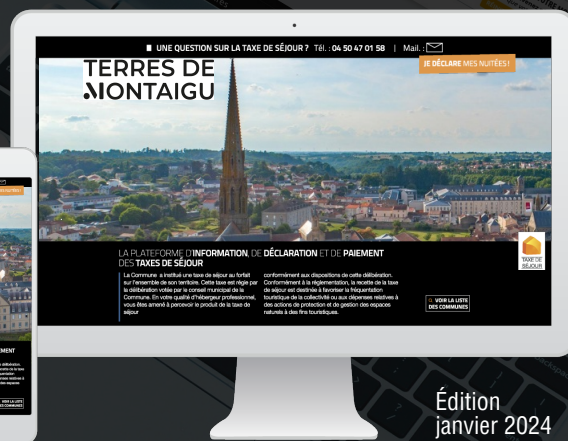 UNE QUESTION SUR LA TAXE DE SÉJOUR ? Tél. : 04 50 47 01 58 | Mail. :
JE DÉCLARE MES NUITÉES !
TERRES DE
MONTAIGU
LA PLATEFORME D'INFORMATION, DE DÉCLARATION ET DE PAIEMENT
DES TAXES DE SÉJOUR
La Commune a institué une taxe de séjour au forfait
sur l'ensemble de son territoire. Cette taxe est régie par
la délibération votée par le conseil municipal de la
Commune. En votre qualité d'hébergeur professionnel,
vous êtes amené à percevoir le produit de la taxe de
séjour
conformément aux dispositions de cette délibération.
Conformément à la réglementation, la recette de la taxe
de séjour est destinée à favoriser la fréquentation
touristique de la collectivité ou aux dépenses relatives à
des actions de protection et de gestion des espaces
naturels à des fins touristiques.
TAXE DE
SÉJOUR
VOIR LA LISTE
DES COMMUNES
VOIR LA LISTE
DES COMMUNES
Édition
janvier 2024